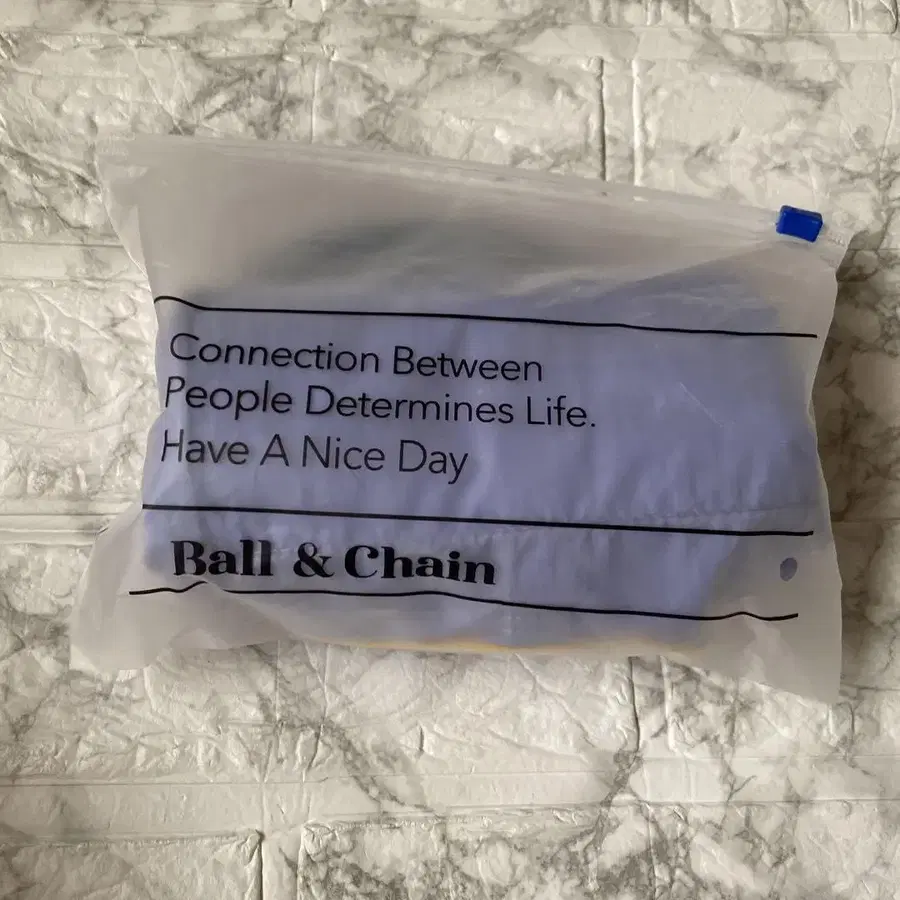 Connection Between
People Determines Life.
Have A Nice Day
Ball & Chain